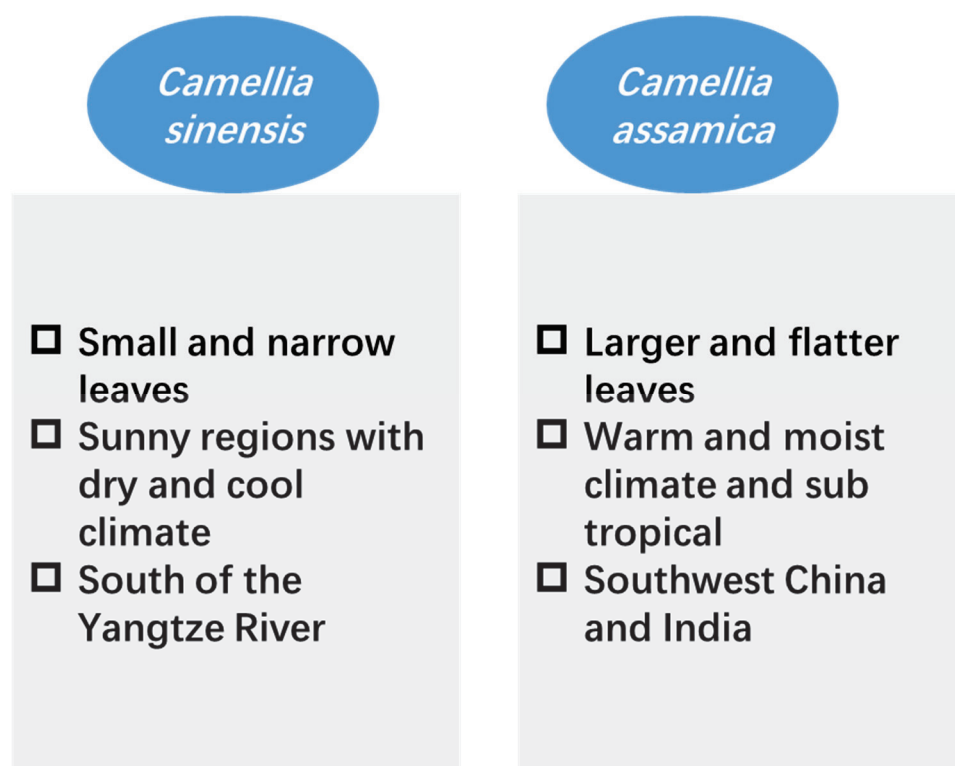 Camellia
sinensis
Small and narrow
leaves
Sunny regions with
dry and cool
climate
South of the
Yangtze River
Camellia
assamica
Larger and flatter
leaves
Warm and moist
climate and sub
tropical
Southwest China
and India